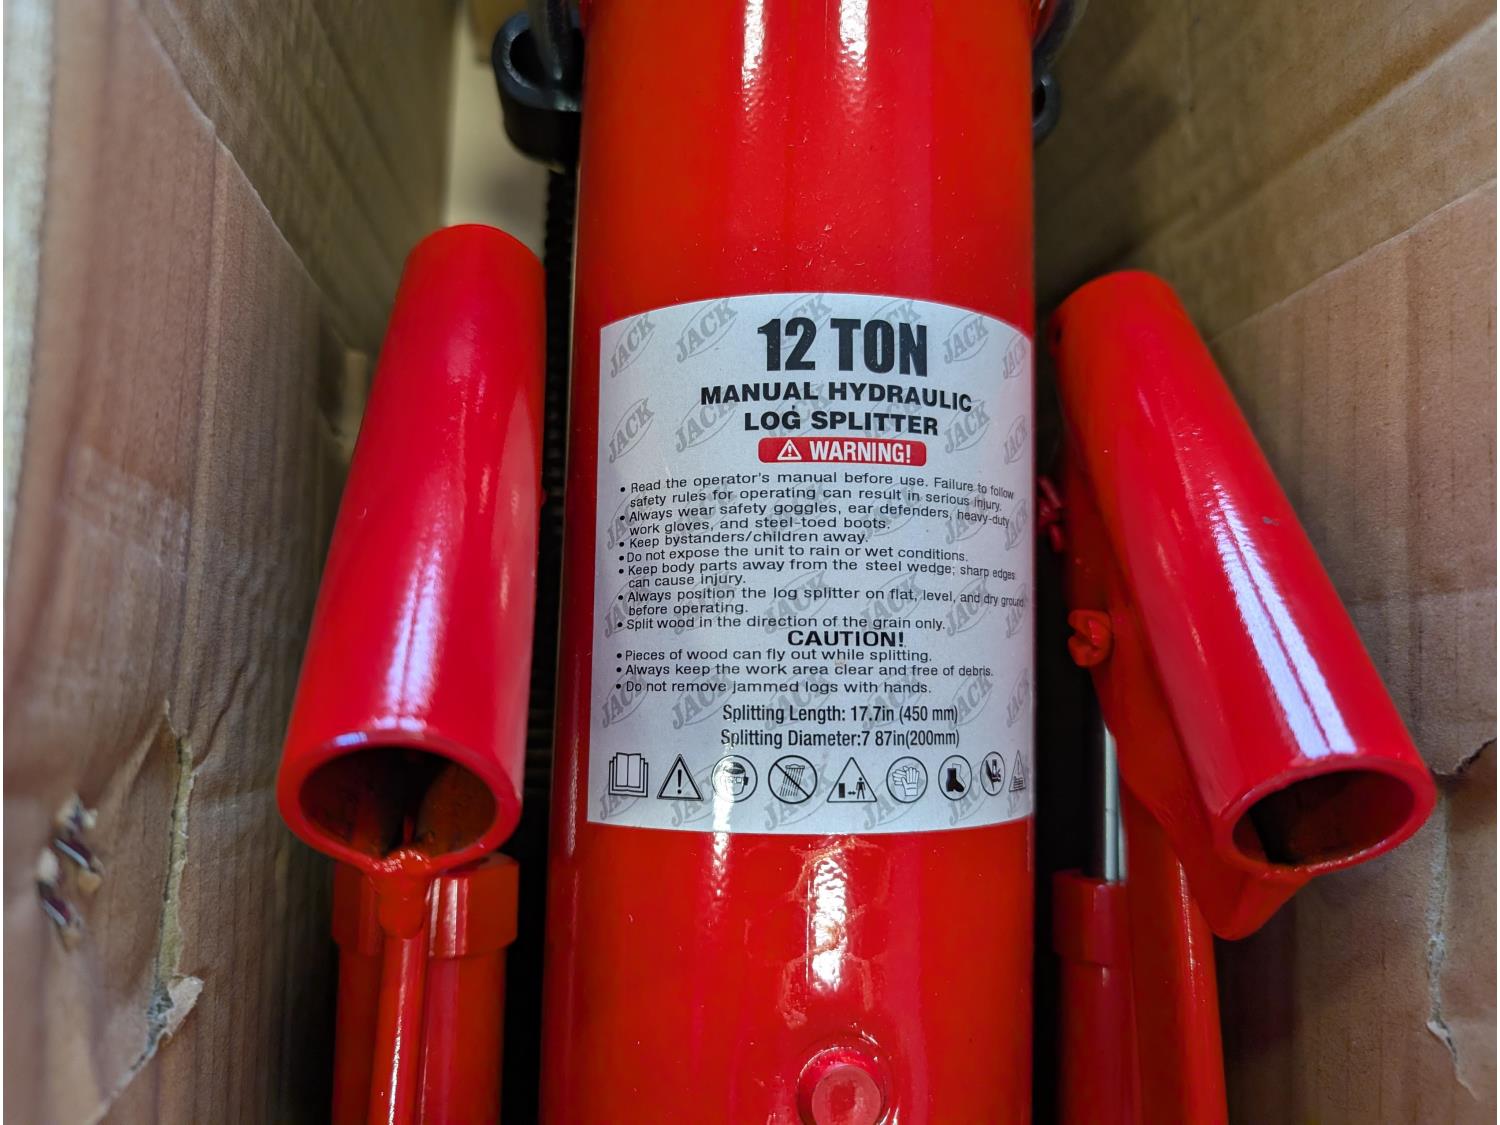 12 TON
MANUAL HYDRAULIC
LOG SPLITTER
WARNING!
• Read the operator's manual before use. Failure to follow
safety rules for operating can result in serious injury.
• Always wear safety goggles, ear defenders, heavy-duty
work gloves, and steel-toed boots.
• Keep bystanders/children away.
• Do not expose the unit to rain or wet conditions.
• Keep body parts away from the steel wedge; sharp edges
can cause injury.
• Always position the log splitter on flat, level, and dry ground
before operating.
• Split wood in the direction of the grain only.
CAUTION!
• Pieces of wood can fly out while splitting.
• Always keep the work area clear and free of debris.
• Do not remove jammed logs with hands.
Splitting Length: 17.7in (450 mm)
Splitting Diameter:7 87in(200mm)
JACK